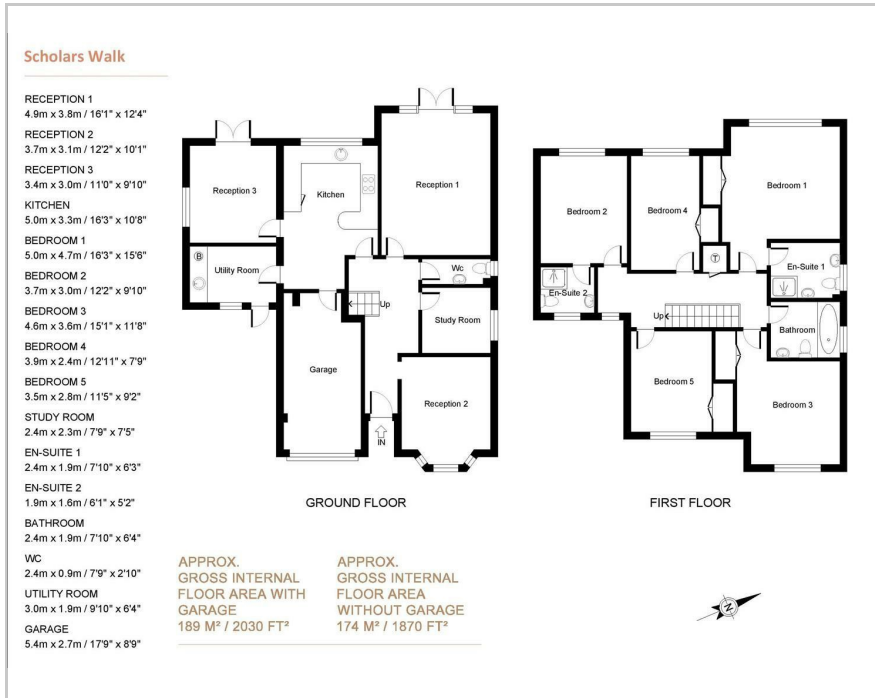 Scholars Walk
RECEPTION 1
4.9m x 3.8m / 16'1" x 12'4"
RECEPTION 2
3.7m x 3.1m / 12'2" x 10'1"
RECEPTION 3
3.4m x 3.0m / 11'0" x 9'10"
KITCHEN
5.0m x 3.3m / 16'3" x 10'8"
BEDROOM 1
5.0m x 4.7m / 16'3" x 15'6"
BEDROOM 2
3.7m x 3.0m / 12'2" x 9'10"
BEDROOM 3
4.6m x 3.6m / 15'1" x 11'8"
BEDROOM 4
3.9m x 2.4m / 12'11" x 7'9"
BEDROOM 5
3.5m x 2.8m / 11'5" x 9'2"
STUDY ROOM
2.4m x 2.3m / 7'9" x 7'5"
EN-SUITE 1
2.4m x 1.9m / 7'10" x 6'3"
EN-SUITE 2
1.9m x 1.6m / 6'1" x 5'2"
BATHROOM
2.4m x 1.9m / 7'10" x 6'4"
WC
2.4m x 0.9m / 7'9" x 2'10"
UTILITY ROOM
3.0m x 1.9m / 9'10" x 6'4"
GARAGE
5.4m x 2.7m / 17'9" x 8'9"
Reception 3
Kitchen
Reception 1
B
Utility Room
Wc
Up
Study Room
Garage
Reception 2
IN
GROUND FLOOR
Bedroom 2
Bedroom 4
Bedroom 1
T
En-Suite 1
En-Suite 2
Up
Bathroom
Bedroom 5
Bedroom 3
FIRST FLOOR
APPROX.
GROSS INTERNAL
FLOOR AREA WITH
GARAGE
189 M² / 2030 FT²
APPROX.
GROSS INTERNAL
FLOOR AREA
WITHOUT GARAGE
174 M² / 1870 FT²
N